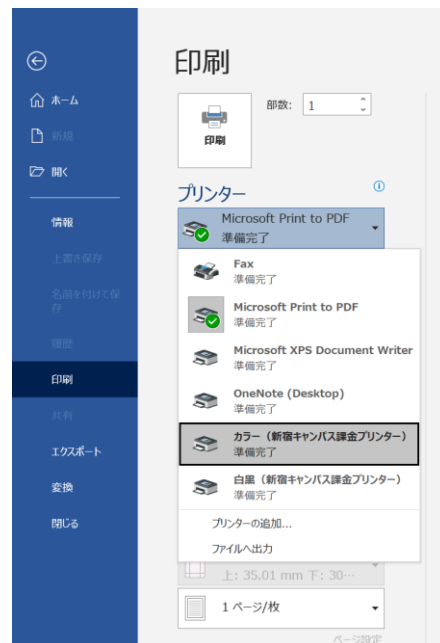 印刷
ホーム
新規
開く
情報
上書き保存
名前を付けて保
存
履歴
印刷
共有
エクスポート
変換
閉じる
部数: 1
印刷
プリンター
Microsoft Print to PDF
準備完了
Fax
準備完了
Microsoft Print to PDF
準備完了
Microsoft XPS Document Writer
準備完了
OneNote (Desktop)
準備完了
カラー（新宿キャンパス課金プリンター）
準備完了
白黒（新宿キャンパス課金プリンター）
準備完了
プリンターの追加...
ファイルへ出力
上: 35.01 mm 下: 30…
1 ページ/枚
ページ設定